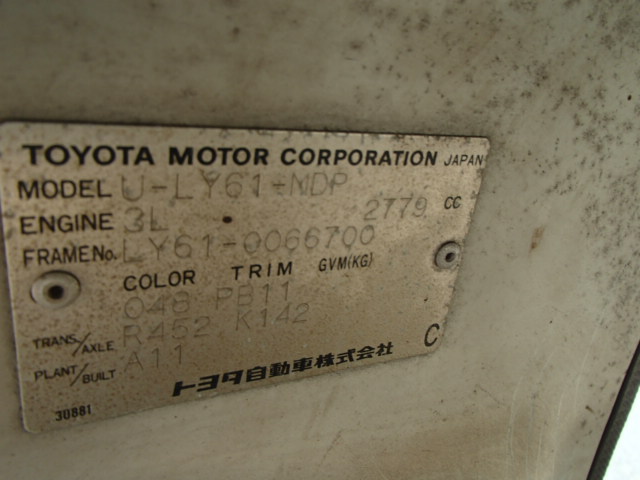 TOYOTA MOTOR CORPORATION JAPAN
MODEL U-LY61-MDP
ENGINE 3L 2779 CC
FRAME No. LY61-0066700
COLOR TRIM GVM(KG)
048 PB11
TRANS/AXLE R452 K142
PLANT/BUILT A11 C
トヨタ自動車株式会社
30881